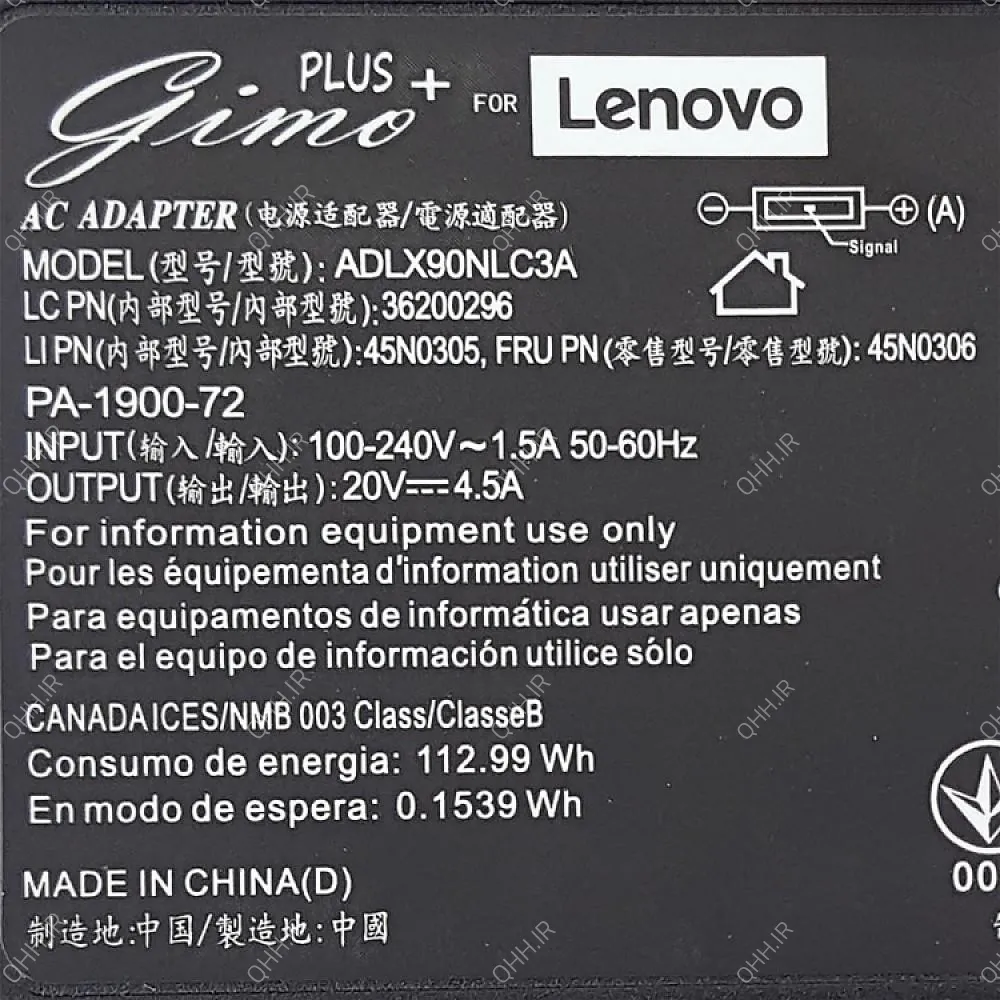 Gimo PLUS + FOR Lenovo
AC ADAPTER (电源适配器/電源適配器)
(A)
Signal
MODEL (型号/型號): ADLX90NLC3A
LC PN(内部型号/內部型號):36200296
LI PN(内部型号/內部型號):45N0305, FRU PN (零售型号/零售型號): 45N0306
PA-1900-72
INPUT(输入/輸入): 100-240V~1.5A 50-60Hz
OUTPUT(输出/輸出):20V⎓4.5A
For information equipment use only
Pour les équipementa d'information utiliser uniquement
Para equipamentos de informática usar apenas
Para el equipo de información utilice sólo
CANADA ICES/NMB 003 Class/ClasseB
Consumo de energia: 112.99 Wh
En modo de espera: 0.1539 Wh
MADE IN CHINA(D)
制造地:中国/製造地:中國
00
QHH.IR